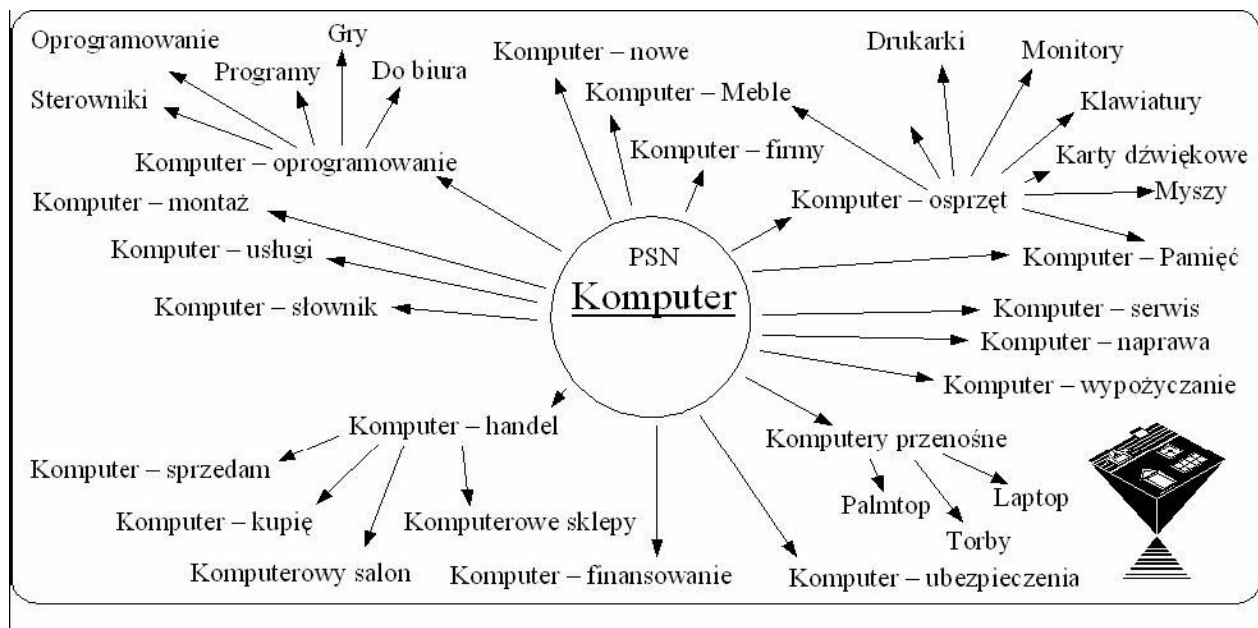 Oprogramowanie
Gry
Programy
Do biura
Sterowniki
Komputer – oprogramowanie
Komputer – nowe
Komputer – Meble
Komputer – firmy
Drukarki
Monitory
Klawiatury
Karty dźwiękowe
Myszy
Komputer – osprzęt
Komputer – montaż
Komputer – usługi
Komputer – słownik
PSN
Komputer
Komputer – Pamięć
Komputer – serwis
Komputer – naprawa
Komputer – wypożyczanie
Komputer – handel
Komputer – sprzedam
Komputer – kupię
Komputerowy salon
Komputerowe sklepy
Komputer – finansowanie
Komputery przenośne
Palmtop
Laptop
Torby
Komputer – ubezpieczenia